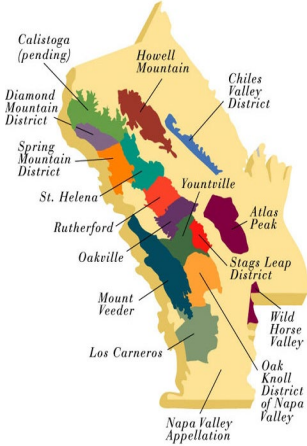 Calistoga
(pending)
Howell
Mountain
Chiles
Valley
District
Diamond
Mountain
District
Spring
Mountain
District
St. Helena
Yountville
Rutherford
Atlas
Peak
Oakville
Stags Leap
District
Mount
Veeder
Wild
Horse
Valley
Los Carneros
Oak
Knoll
District
of Napa
Valley
Napa Valley
Appellation